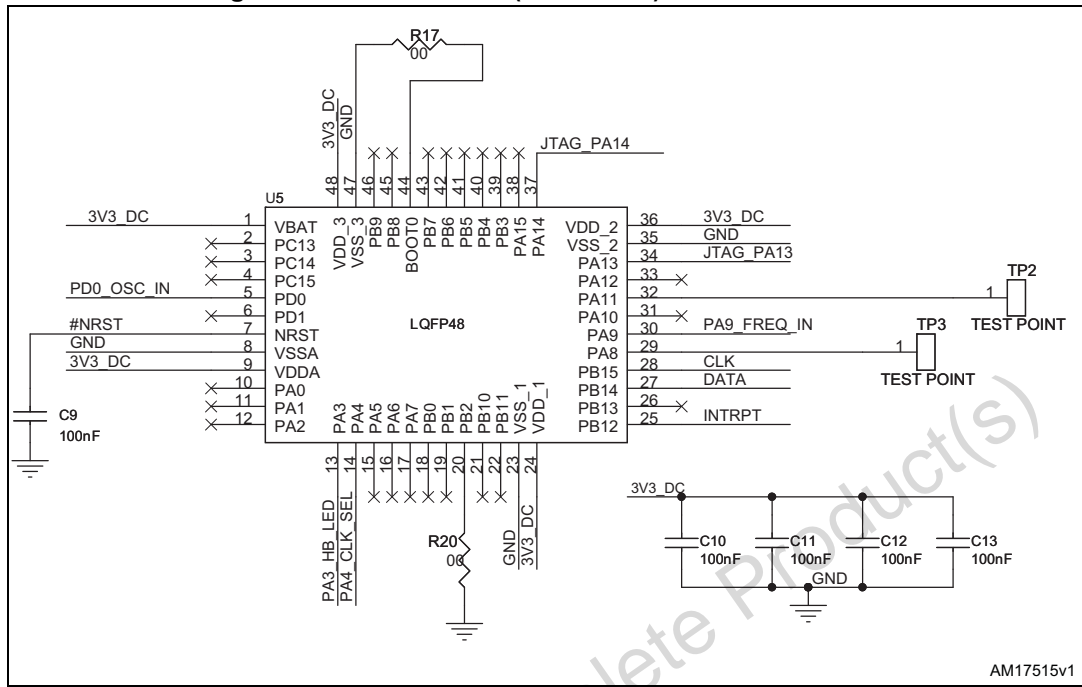 R17
00
3V3_DC
GND
JTAG_PA14
48
47
46
45
44
43
42
41
40
39
38
37
U5
VDD_3
VSS_3
PB9
PB8
BOOT0
PB7
PB6
PB5
PB4
PB3
PA15
PA14
3V3_DC 1 VBAT
2 PC13
3 PC14
4 PC15
PD0_OSC_IN 5 PD0
6 PD1
#NRST 7 NRST
GND 8 VSSA
3V3_DC 9 VDDA
10 PA0
11 PA1
12 PA2
LQFP48
VDD_2 36 3V3_DC
VSS_2 35 GND
PA13 34 JTAG_PA13
PA12 33
PA11 32
PA10 31
PA9 30 PA9_FREQ_IN
PA8 29
PB15 28 CLK
PB14 27 DATA
PB13 26
PB12 25 INTRPT
1 TP2
TEST POINT
1 TP3
TEST POINT
C9
100nF
PA3
PA4
PA5
PA6
PA7
PB0
PB1
PB2
PB10
PB11
VSS_1
VDD_1
13
14
15
16
17
18
19
20
21
22
23
24
PA3_HB_LED
PA4_CLK_SEL
R20
00
GND
3V3_DC
3V3_DC
C10
100nF
C11
100nF
C12
100nF
C13
100nF
GND
lete Product(s)
AM17515v1